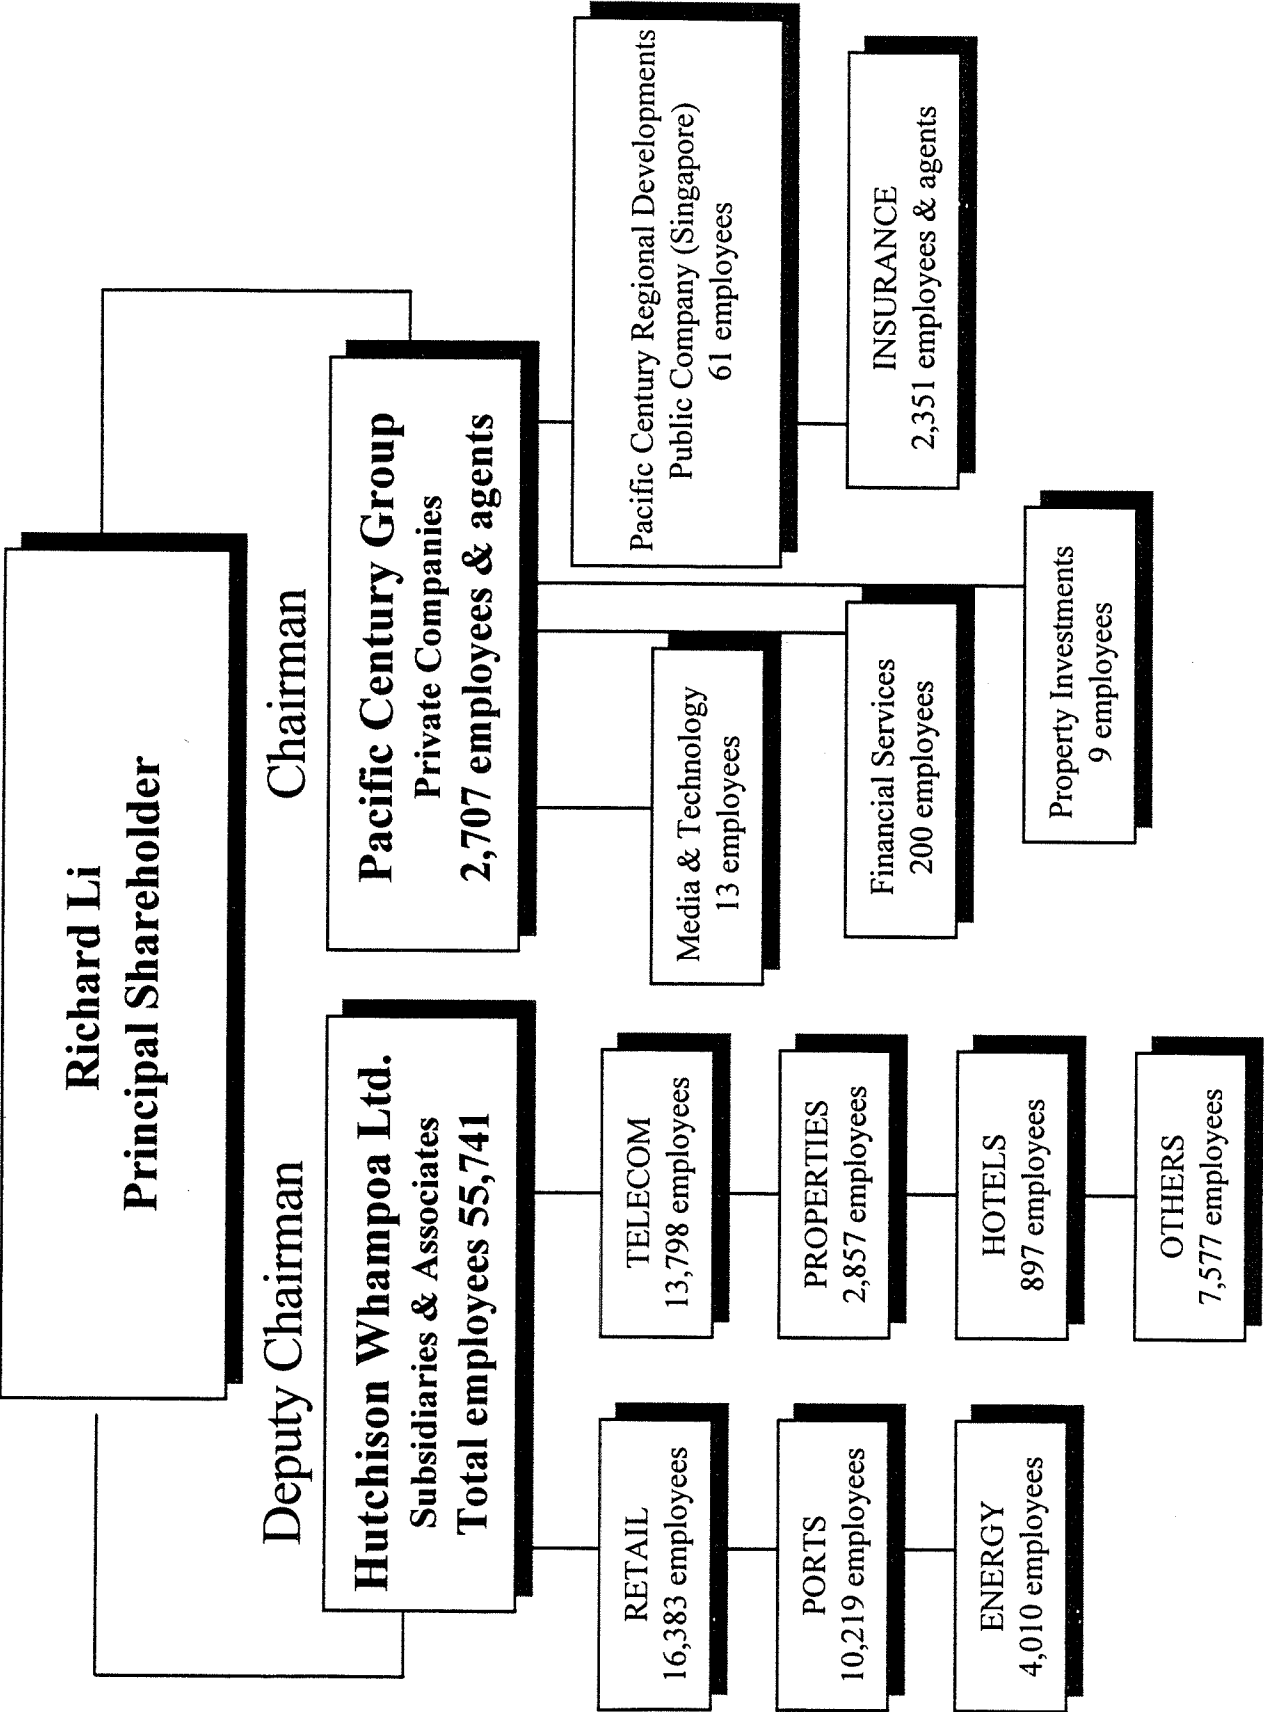 Richard Li
Principal Shareholder
Deputy Chairman
Chairman
Hutchison Whampoa Ltd.
Subsidiaries & Associates
Total employees 55,741
Pacific Century Group
Private Companies
2,707 employees & agents
RETAIL
16,383 employees
TELECOM
13,798 employees
PORTS
10,219 employees
PROPERTIES
2,857 employees
ENERGY
4,010 employees
HOTELS
897 employees
OTHERS
7,577 employees
Media & Technology
13 employees
Financial Services
200 employees
Property Investments
9 employees
Pacific Century Regional Developments
Public Company (Singapore)
61 employees
INSURANCE
2,351 employees & agents